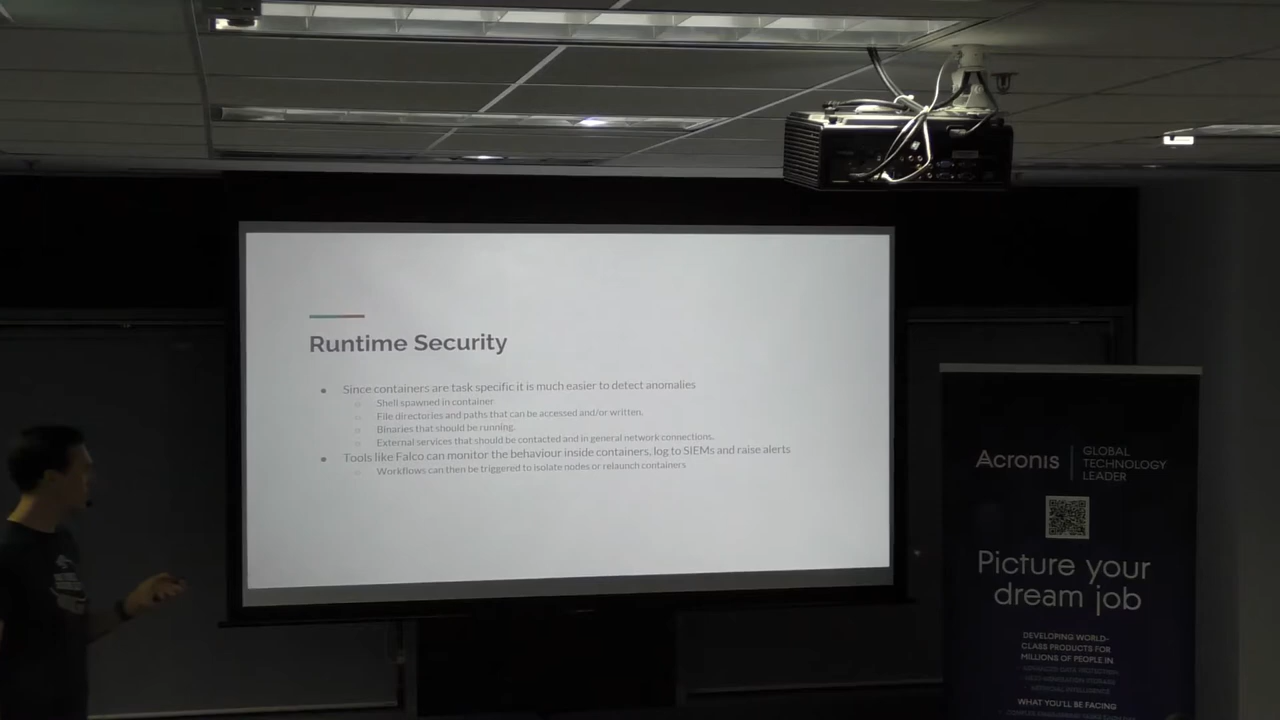 Runtime Security
Since containers are task specific it is much easier to detect anomalies
Shell spawned in container
File directories and paths that can be accessed and/or written.
Binaries that should be running.
External services that should be contacted and in general network connections.
Tools like Falco can monitor the behaviour inside containers, log to SIEMs and raise alerts
Workflows can then be triggered to isolate nodes or relaunch containers
Acronis
GLOBAL
TECHNOLOGY
LEADER
Picture your
dream job
DEVELOPING WORLD-
CLASS PRODUCTS FOR
MILLIONS OF PEOPLE IN
ARTIFICIAL INTELLIGENCE
WHAT YOU'LL BE FACING